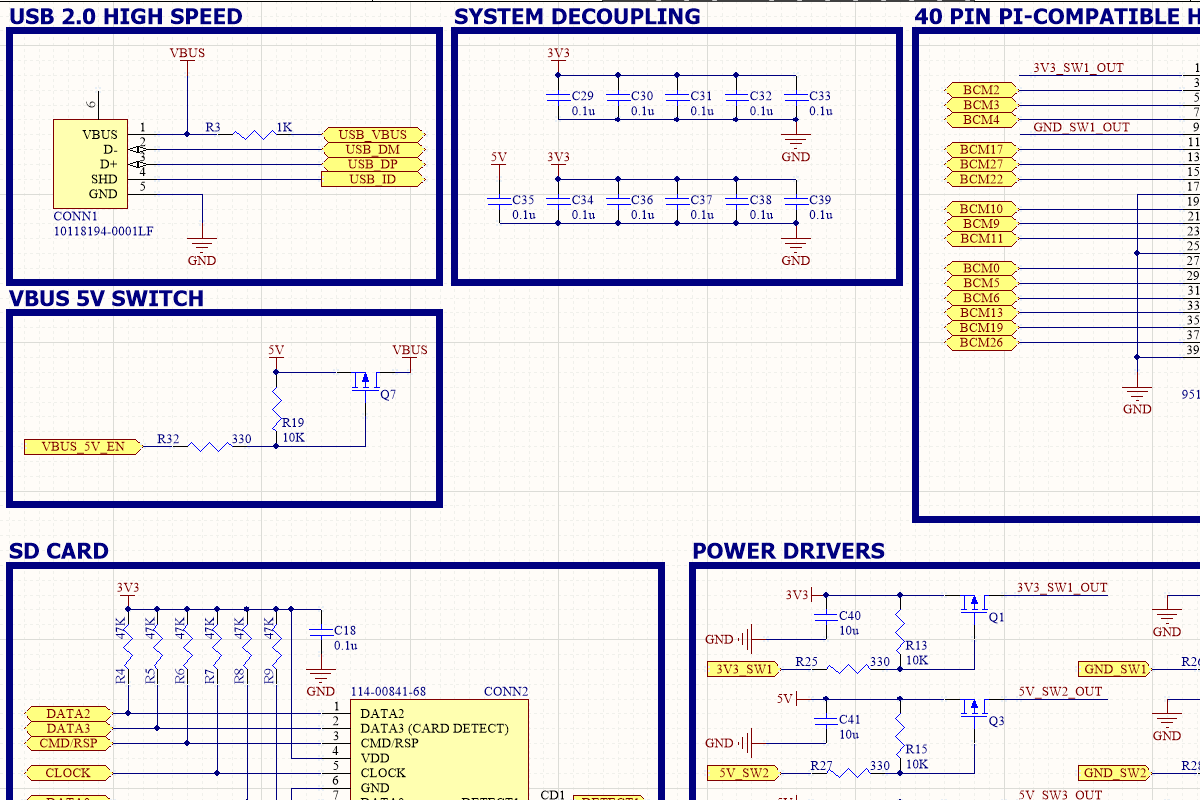 USB 2.0 HIGH SPEED
VBUS
6
VBUS 1
D- 2
D+ 3
SHD 4
GND 5
R3 1K
USB_VBUS
USB_DM
USB_DP
USB_ID
CONN1
10118194-0001LF
GND
SYSTEM DECOUPLING
3V3
C29 C30 C31 C32 C33
0.1u 0.1u 0.1u 0.1u 0.1u
GND
5V 3V3
C35 C34 C36 C37 C38 C39
0.1u 0.1u 0.1u 0.1u 0.1u 0.1u
GND
40 PIN PI-COMPATIBLE H
3V3_SW1_OUT 1
BCM2 3
BCM3 5
BCM4 7
GND_SW1_OUT 9
BCM17 11
BCM27 13
BCM22 15
17
BCM10 19
BCM9 21
BCM11 23
25
BCM0 27
BCM5 29
BCM6 31
BCM13 33
BCM19 35
BCM26 37
39
GND
951
VBUS 5V SWITCH
5V VBUS
Q7
R19
10K
VBUS_5V_EN R32 330
SD CARD
3V3
47K 47K 47K 47K 47K 47K
R4 R5 R6 R7 R8 R9
C18
0.1u
GND
114-00841-68 CONN2
DATA2 1 DATA2
DATA3 2 DATA3 (CARD DETECT)
CMD/RSP 3 CMD/RSP
4 VDD
CLOCK 5 CLOCK
6 GND
7
CD1
POWER DRIVERS
3V3 3V3_SW1_OUT
C40
10u
Q1
GND
R13
10K
3V3_SW1 R25 330
GND
GND_SW1 R26
5V 5V_SW2_OUT
C41
10u
Q3
GND
R15
10K
5V_SW2 R27 330
GND
GND_SW2 R28
5V_SW3_OUT